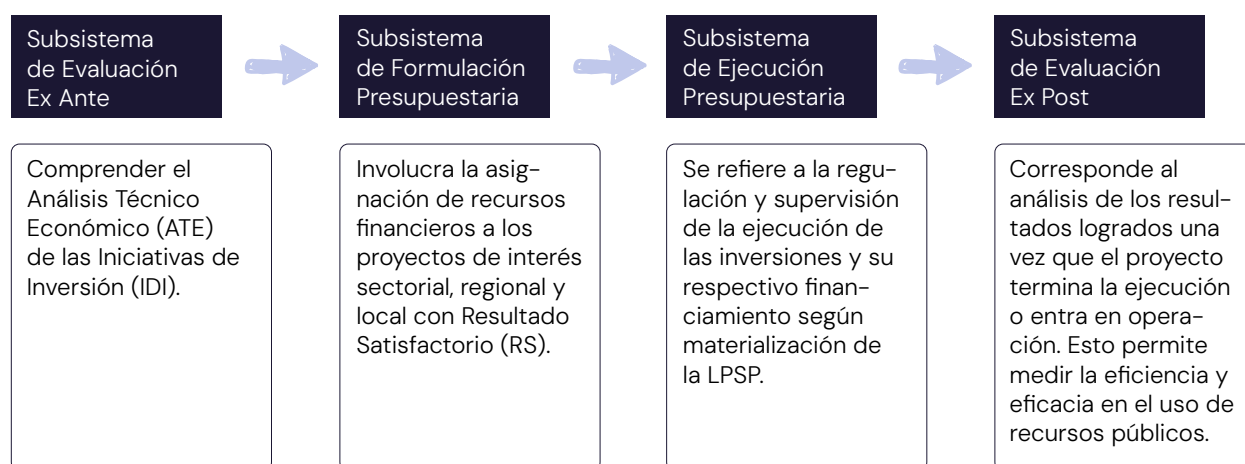 Subsistema
de Evaluación
Ex Ante
Comprender el
Análisis Técnico
Económico (ATE)
de las Iniciativas de
Inversión (IDI).
Subsistema
de Formulación
Presupuestaria
Involucra la asig-
nación de recursos
financieros a los
proyectos de interés
sectorial, regional y
local con Resultado
Satisfactorio (RS).
Subsistema
de Ejecución
Presupuestaria
Se refiere a la regu-
lación y supervisión
de la ejecución de
las inversiones y su
respectivo finan-
ciamiento según
materialización de
la LPSP.
Subsistema
de Evaluación
Ex Post
Corresponde al
análisis de los resul-
tados logrados una
vez que el proyecto
termina la ejecución
o entra en opera-
ción. Esto permite
medir la eficiencia y
eficacia en el uso de
recursos públicos.